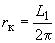 r_к = L_1 / 2π